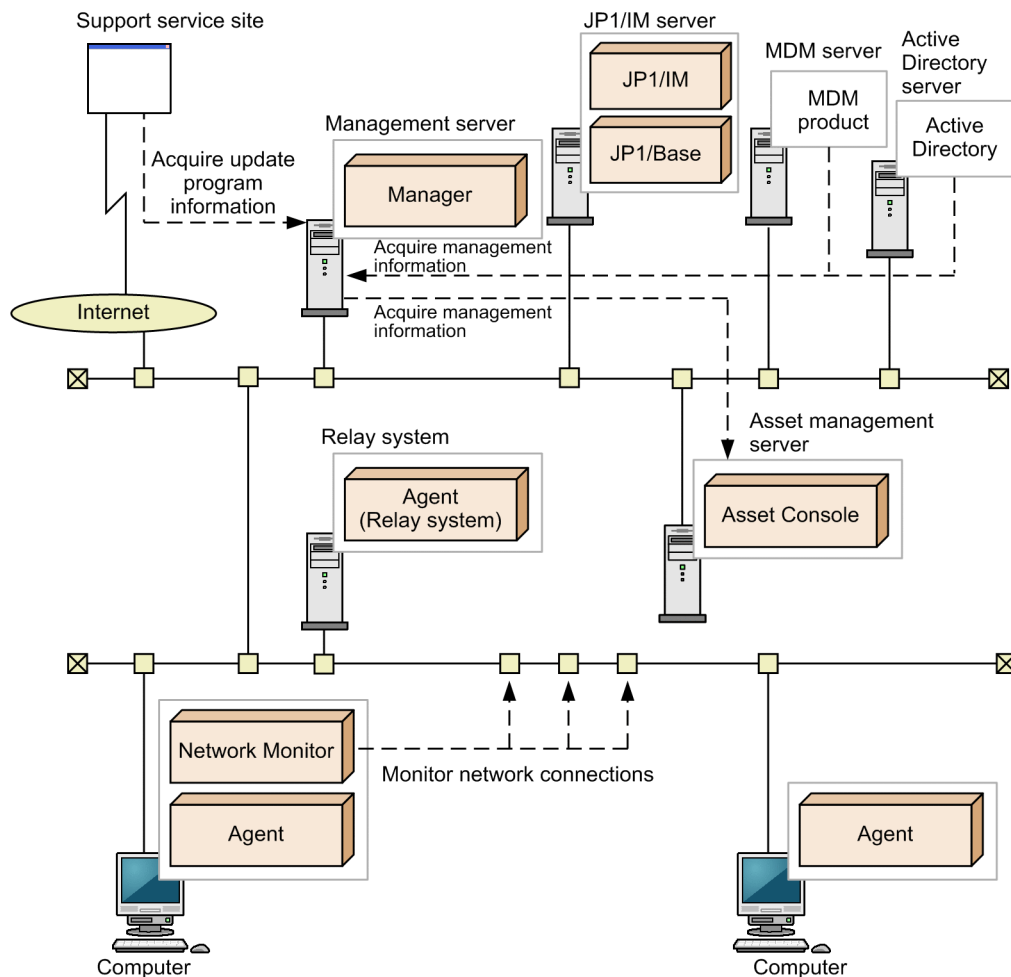 Support service site
JP1/IM server
JP1/IM
JP1/Base
MDM server
MDM
product
Active
Directory
server
Active
Directory
Management server
Manager
Acquire update
program
information
Acquire management
information
Acquire management
information
Internet
Relay system
Agent
(Relay system)
Asset management
server
Asset Console
Network Monitor
Agent
Monitor network connections
Agent
Computer
Computer